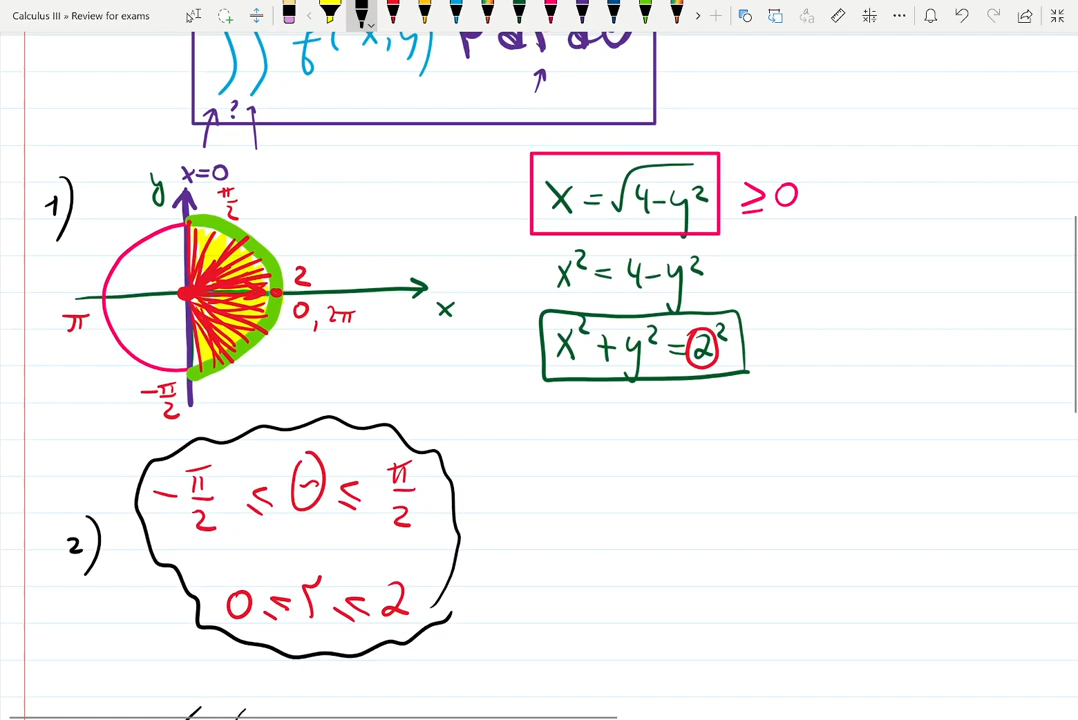 Calculus III » Review for exams
∫∫ f(x,y) r dr dθ
?
1)
y
x=0
π/2
2
0, 2π
x
π
-π/2
x = √(4-y²) ≥ 0
x² = 4-y²
x² + y² = 2²
2)
-π/2 ≤ θ ≤ π/2
0 ≤ r ≤ 2